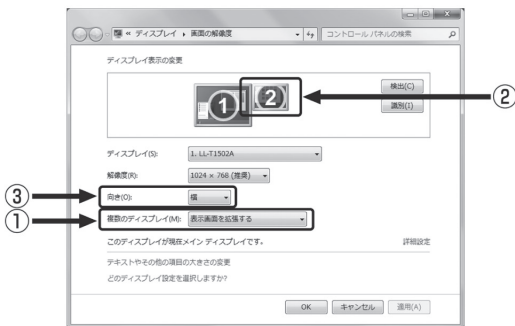 « ディスプレイ ▸ 画面の解像度
コントロール パネルの検索
ディスプレイ表示の変更
1
2
検出(C)
識別(I)
②
ディスプレイ(S): 1. LL-T1502A
解像度(R): 1024 × 768 (推奨)
③
向き(O): 横
①
複数のディスプレイ(M): 表示画面を拡張する
このディスプレイが現在メイン ディスプレイです。
詳細設定
テキストやその他の項目の大きさの変更
どのディスプレイ設定を選択しますか?
OK キャンセル 適用(A)